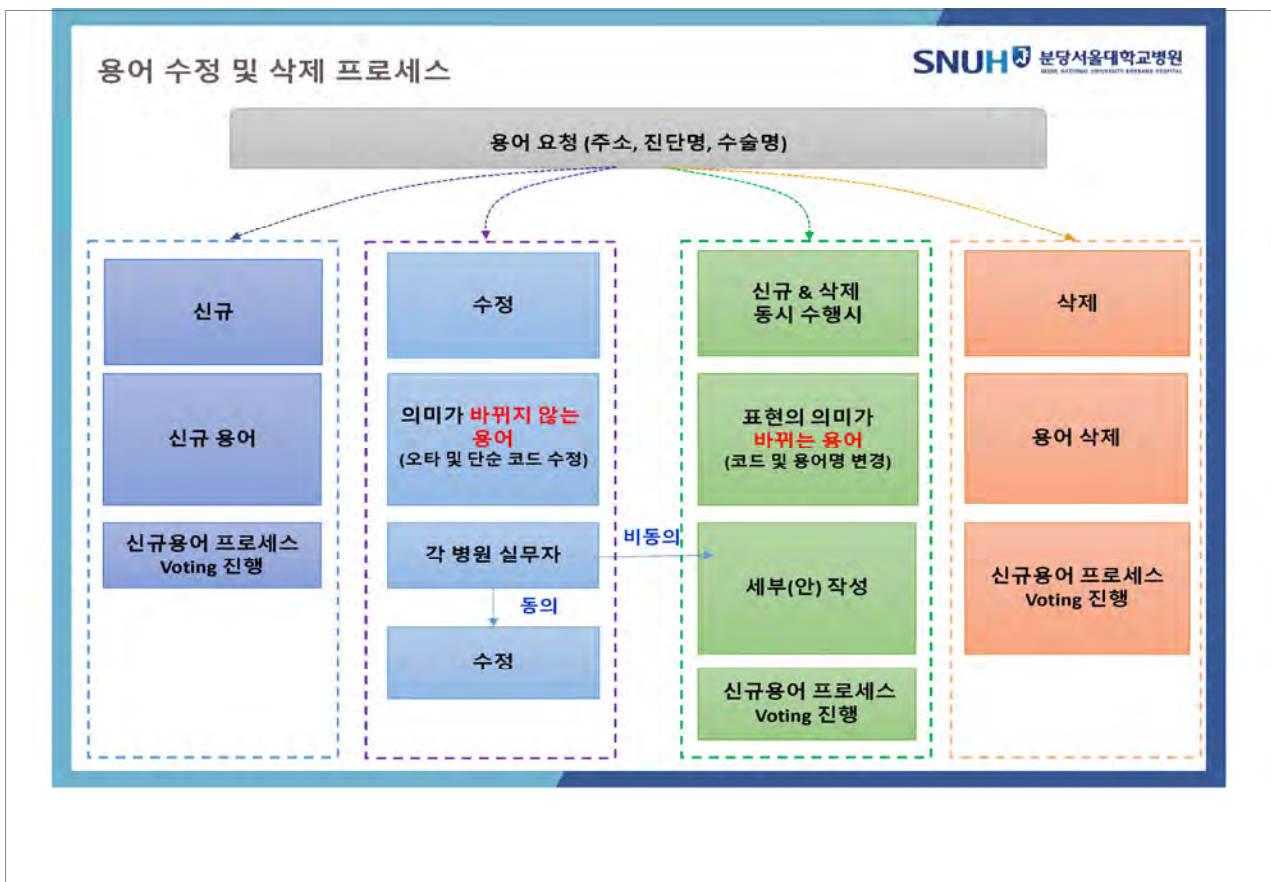 용어 수정 및 삭제 프로세스
SNUH 분당서울대학교병원
SEOUL NATIONAL UNIVERSITY BUNDANG HOSPITAL
용어 요청 (주소, 진단명, 수술명)
신규
신규 용어
신규용어 프로세스
Voting 진행
수정
의미가 바뀌지 않는
용어
(오타 및 단순 코드 수정)
각 병원 실무자
비동의
동의
수정
신규 & 삭제
동시 수행시
표현의 의미가
바뀌는 용어
(코드 및 용어명 변경)
세부(안) 작성
신규용어 프로세스
Voting 진행
삭제
용어 삭제
신규용어 프로세스
Voting 진행